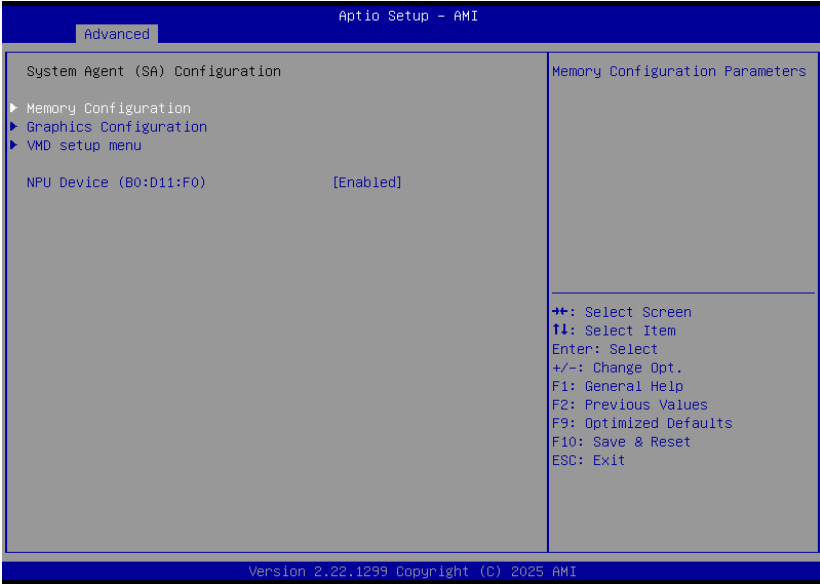 Aptio Setup – AMI
Advanced
System Agent (SA) Configuration
Memory Configuration
Graphics Configuration
VMD setup menu
NPU Device (B0:D11:F0) [Enabled]
Memory Configuration Parameters
→←: Select Screen
↑↓: Select Item
Enter: Select
+/-: Change Opt.
F1: General Help
F2: Previous Values
F9: Optimized Defaults
F10: Save & Reset
ESC: Exit
Version 2.22.1299 Copyright (C) 2025 AMI